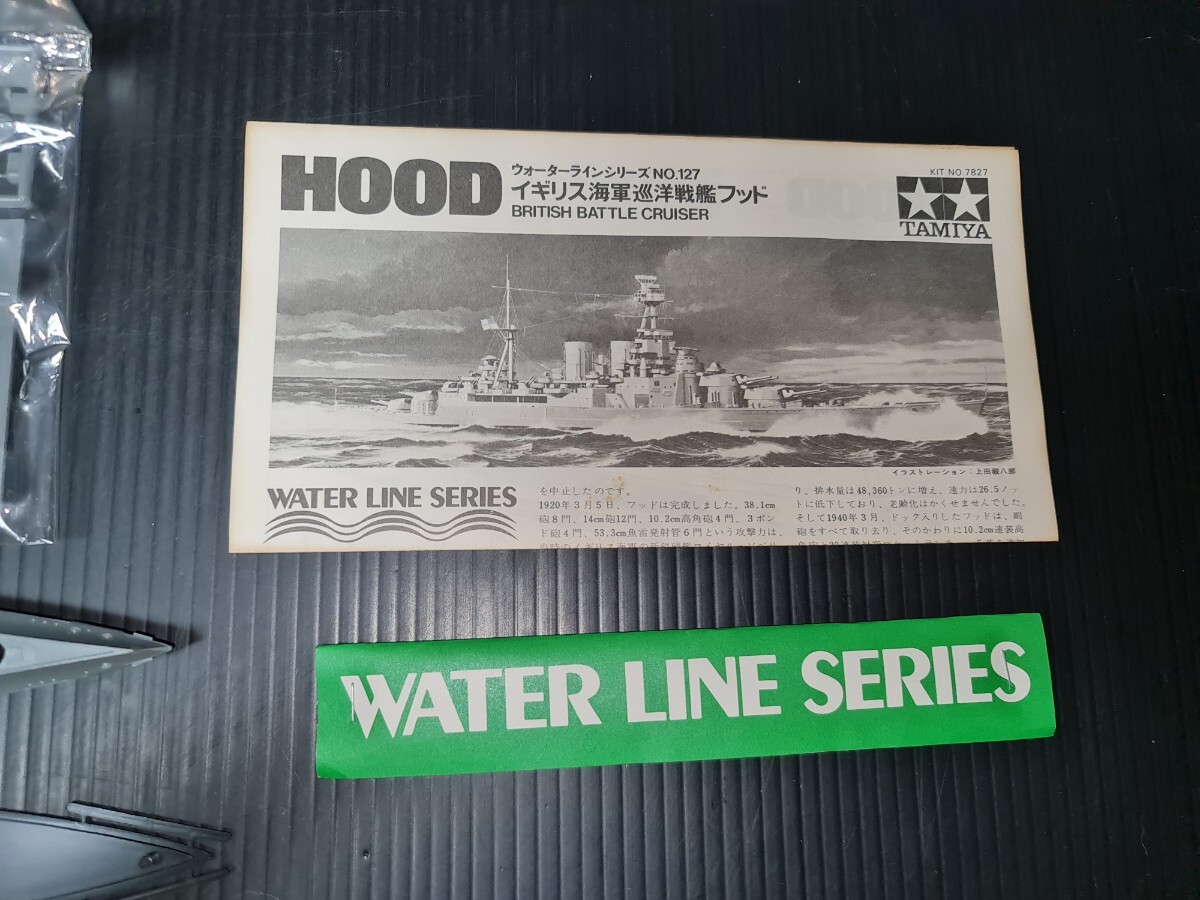 HOOD
ウォーターラインシリーズNO.127
イギリス海軍巡洋戦艦フッド
BRITISH BATTLE CRUISER
KIT NO.7827
TAMIYA
イラストレーション:上田毅八郎
WATER LINE SERIES
を中止したのです。
1920年3月5日、フッドは完成しました。38.1cm
砲8門、14cm砲12門、10.2cm高角砲4門、3ポン
ド砲4門、53.3cm魚雷発射管6門という攻撃力は、
り、排水量は48,360トンに増え、速力は26.5ノッ
トに低下しており、老齢化はかくせませんでした。
そして1940年3月、ドック入りしたフッドは、副
砲をすべて取り去り、そのかわりに10.2cm連装高
WATER LINE SERIES